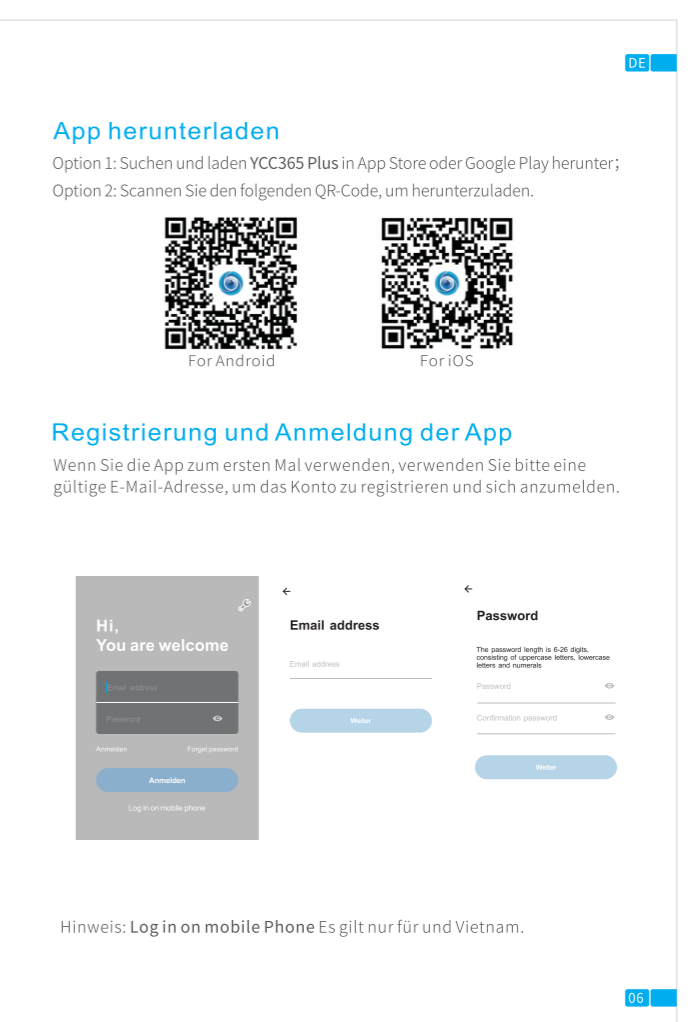 DE
App herunterladen
Option 1: Suchen und laden YCC365 Plus in App Store oder Google Play herunter;
Option 2: Scannen Sie den folgenden QR-Code, um herunterzuladen.
For Android
For iOS
Registrierung und Anmeldung der App
Wenn Sie die App zum ersten Mal verwenden, verwenden Sie bitte eine
gültige E-Mail-Adresse, um das Konto zu registrieren und sich anzumelden.
Hi,
You are welcome
Email address
Password
Anmelden
Forget password
Anmelden
Log in on mobile phone
Email address
Email address
Weiter
Password
The password length is 6-26 digits,
consisting of uppercase letters, lowercase
letters and numerals
Password
Confirmation password
Weiter
Hinweis: Log in on mobile Phone Es gilt nur für und Vietnam.
06